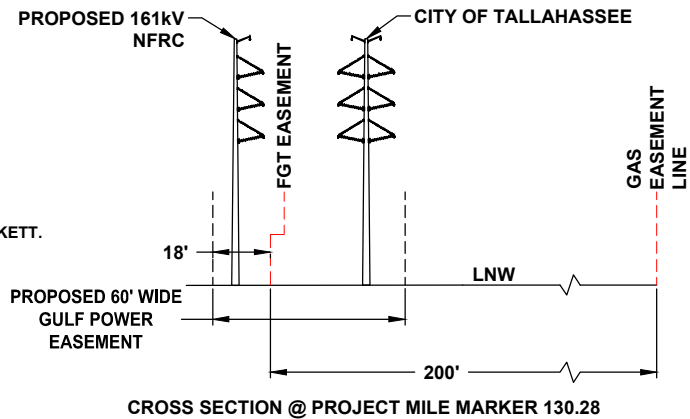 PROPOSED 161kV
NFRC
CITY OF TALLAHASSEE
FGT EASEMENT
GAS
EASEMENT
LINE
KETT.
18'
LNW
PROPOSED 60' WIDE
GULF POWER
EASEMENT
200'
CROSS SECTION @ PROJECT MILE MARKER 130.28